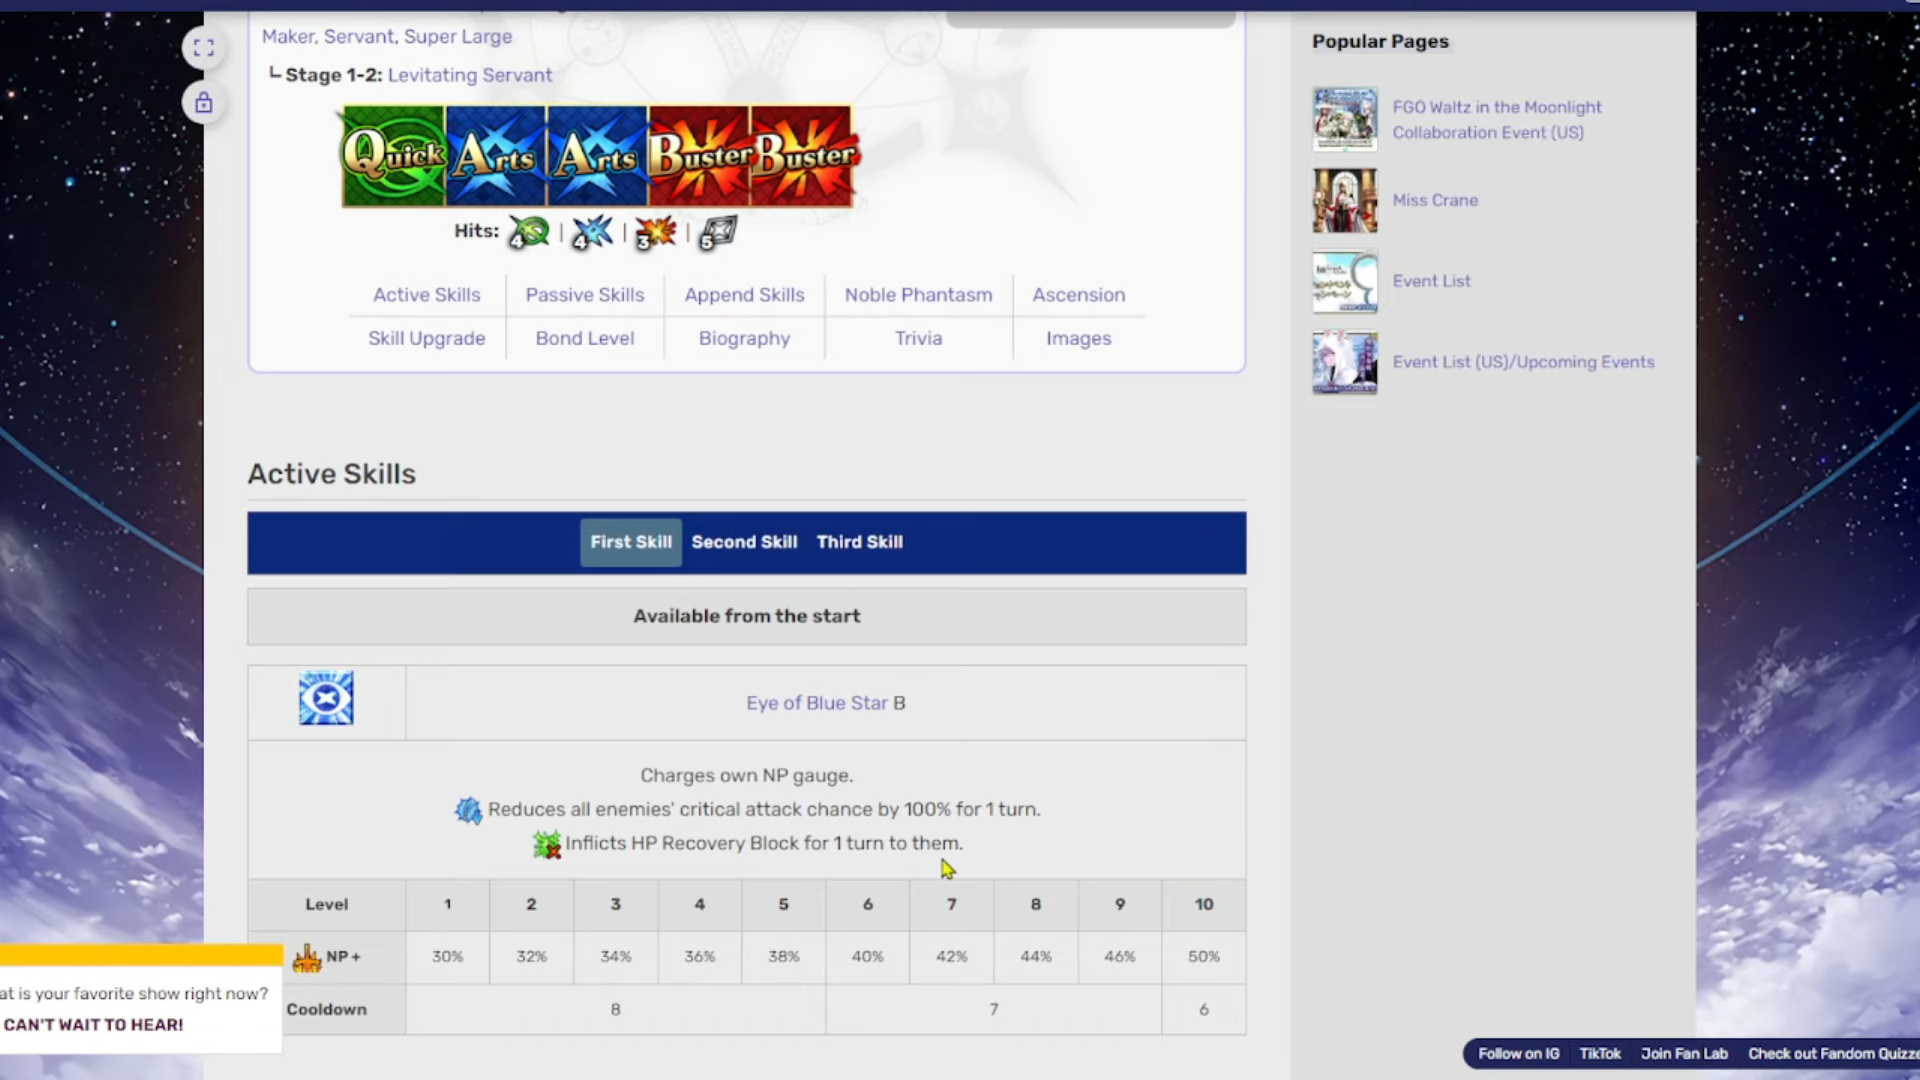 Maker, Servant, Super Large
Stage 1-2: Levitating Servant
Quick Arts Arts Buster Buster
Hits: 4 | 4 | 3 | 5
Active Skills Passive Skills Append Skills Noble Phantasm Ascension
Skill Upgrade Bond Level Biography Trivia Images
Active Skills
First Skill Second Skill Third Skill
Available from the start
Eye of Blue Star B
Charges own NP gauge.
Reduces all enemies' critical attack chance by 100% for 1 turn.
Inflicts HP Recovery Block for 1 turn to them.
Level 1 2 3 4 5 6 7 8 9 10
NP + 30% 32% 34% 36% 38% 40% 42% 44% 46% 50%
Cooldown 8 7 6
at is your favorite show right now?
CAN'T WAIT TO HEAR!
Popular Pages
FGO Waltz in the Moonlight
Collaboration Event (US)
Miss Crane
Event List
Event List (US)/Upcoming Events
Follow on IG TikTok Join Fan Lab Check out Fandom Quizze